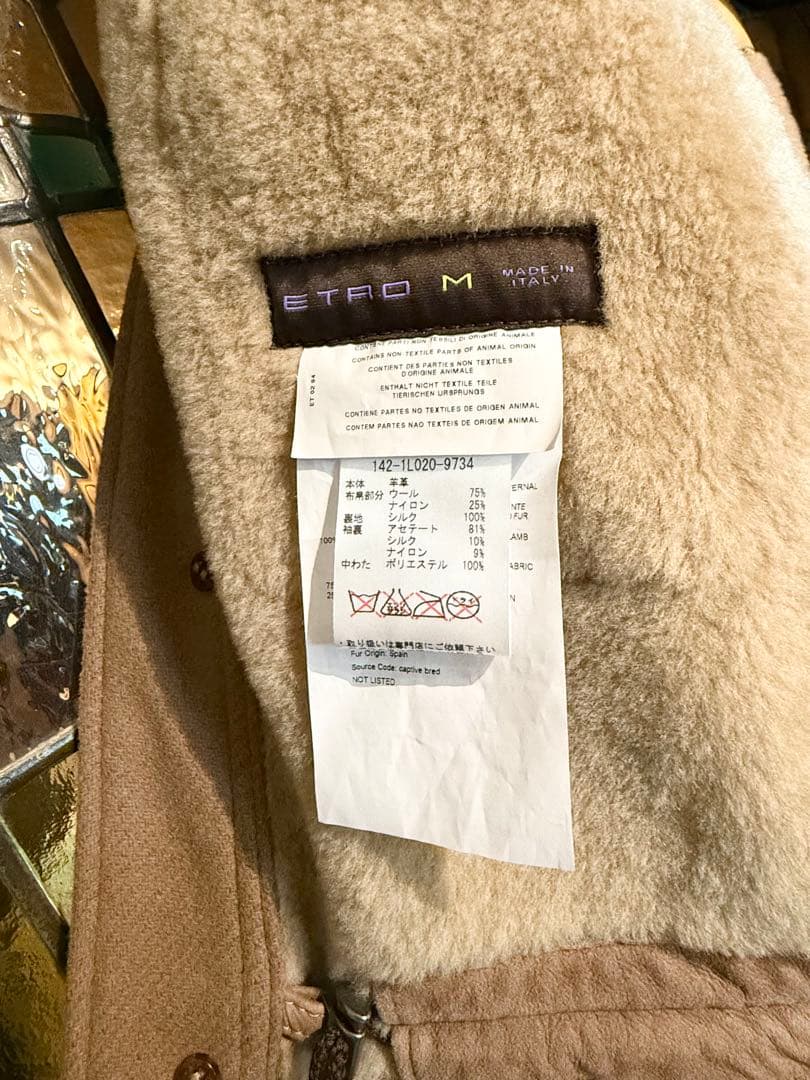 ETRO M MADE IN
ITALY
CONTIENI PARTI NON TESSILI DI ORIGINE ANIMALE
CONTAINS NON-TEXTILE PARTS OF ANIMAL ORIGIN
CONTIENT DES PARTIES NON TEXTILES
D'ORIGINE ANIMALE
ENTHALT NICHT TEXTILE TEILE
TIERISCHEN URSPRUNGS
CONTIENE PARTES NO TEXTILES DE ORIGEN ANIMAL
CONTEM PARTES NAO TEXTEIS DE ORIGEM ANIMAL
ET 02 94
142-1L020-9734
本体 羊革
布帛部分 ウール 75%
ナイロン 25%
裏地 シルク 100%
袖裏 アセテート 81%
シルク 10%
ナイロン 9%
中わた ポリエステル 100%
・取り扱いは専門店にご依頼下さい
Fur Origin: Spain
Source Code: captive bred
NOT LISTED